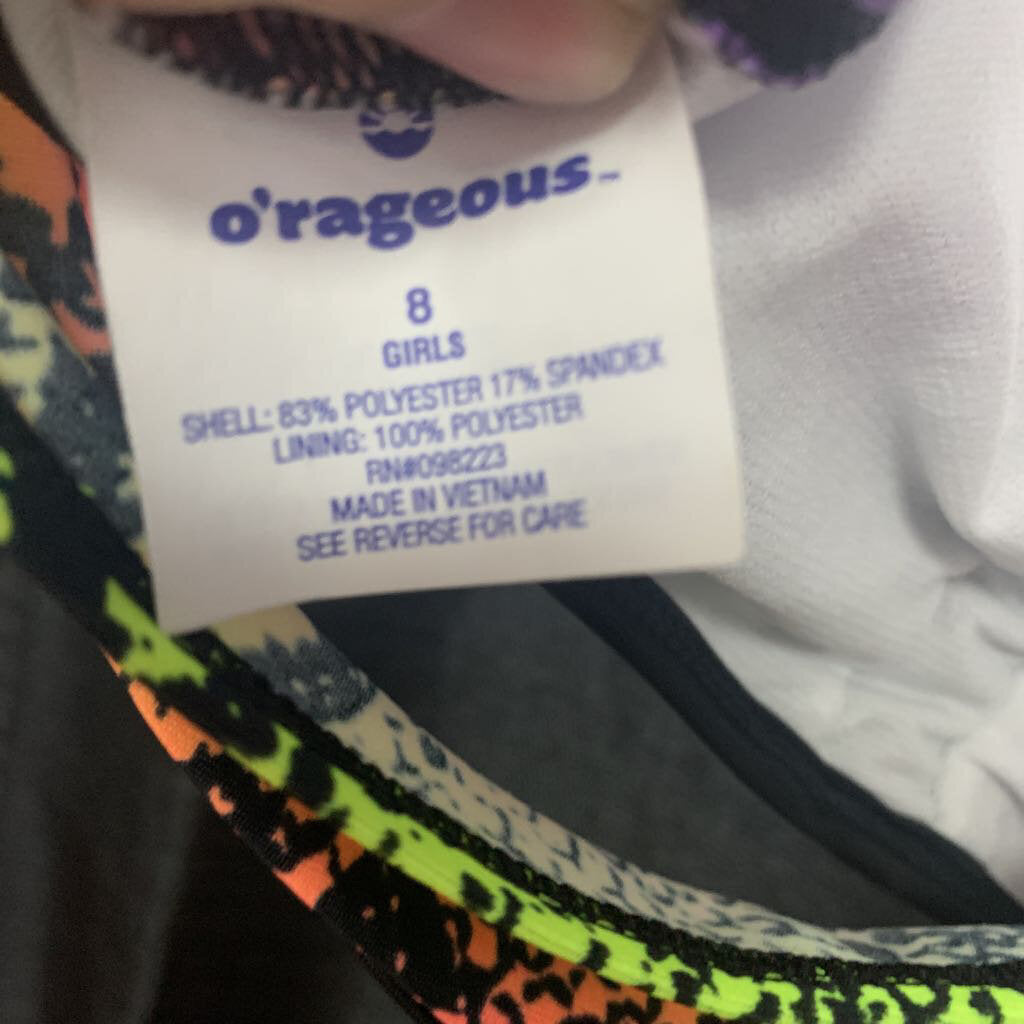 o'rageous™
8
GIRLS
SHELL: 83% POLYESTER 17% SPANDEX
LINING: 100% POLYESTER
RN#098223
MADE IN VIETNAM
SEE REVERSE FOR CARE